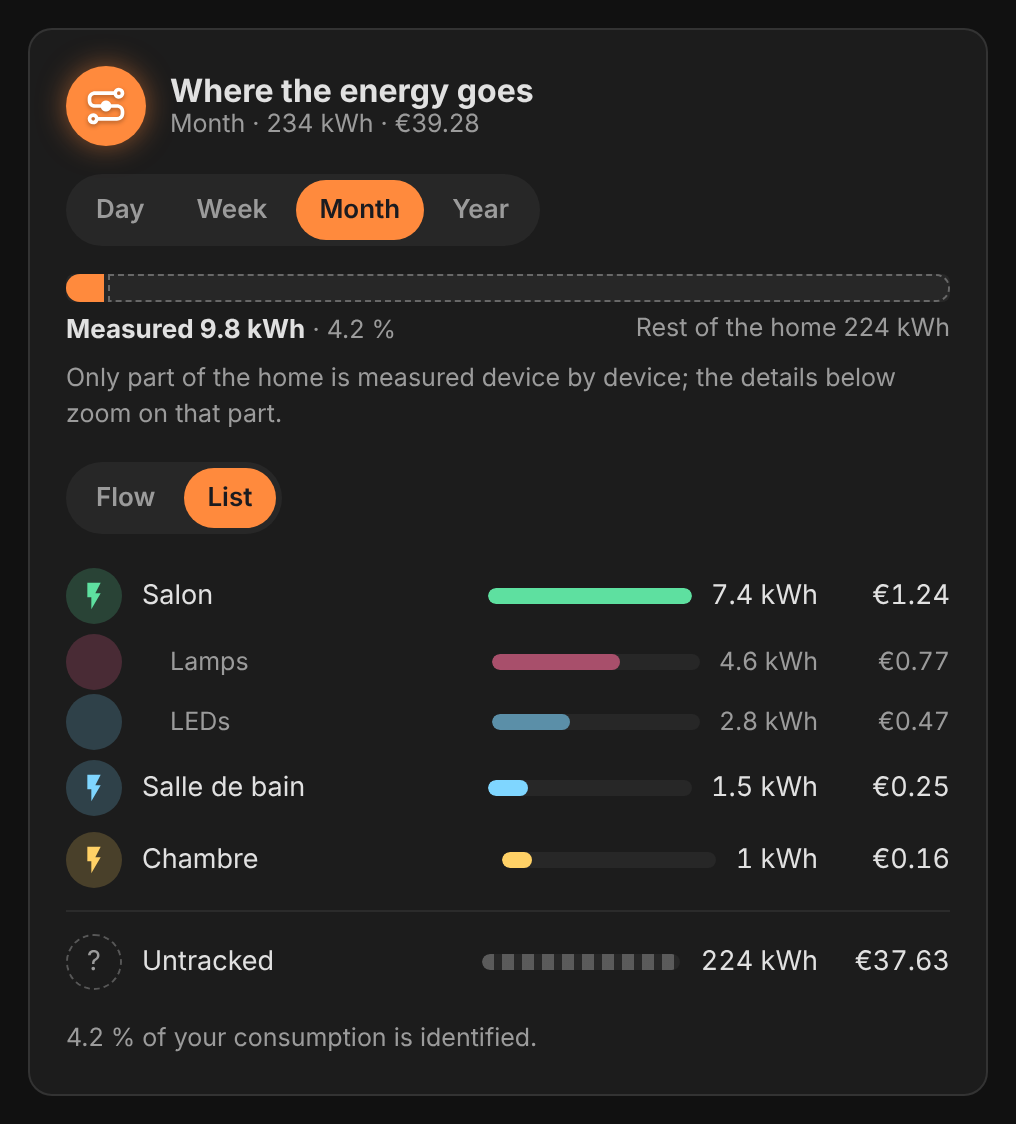 Where the energy goes
Month · 234 kWh · €39.28
Day Week Month Year
Measured 9.8 kWh · 4.2 % Rest of the home 224 kWh
Only part of the home is measured device by device; the details below
zoom on that part.
Flow List
Salon 7.4 kWh €1.24
Lamps 4.6 kWh €0.77
LEDs 2.8 kWh €0.47
Salle de bain 1.5 kWh €0.25
Chambre 1 kWh €0.16
? Untracked 224 kWh €37.63
4.2 % of your consumption is identified.